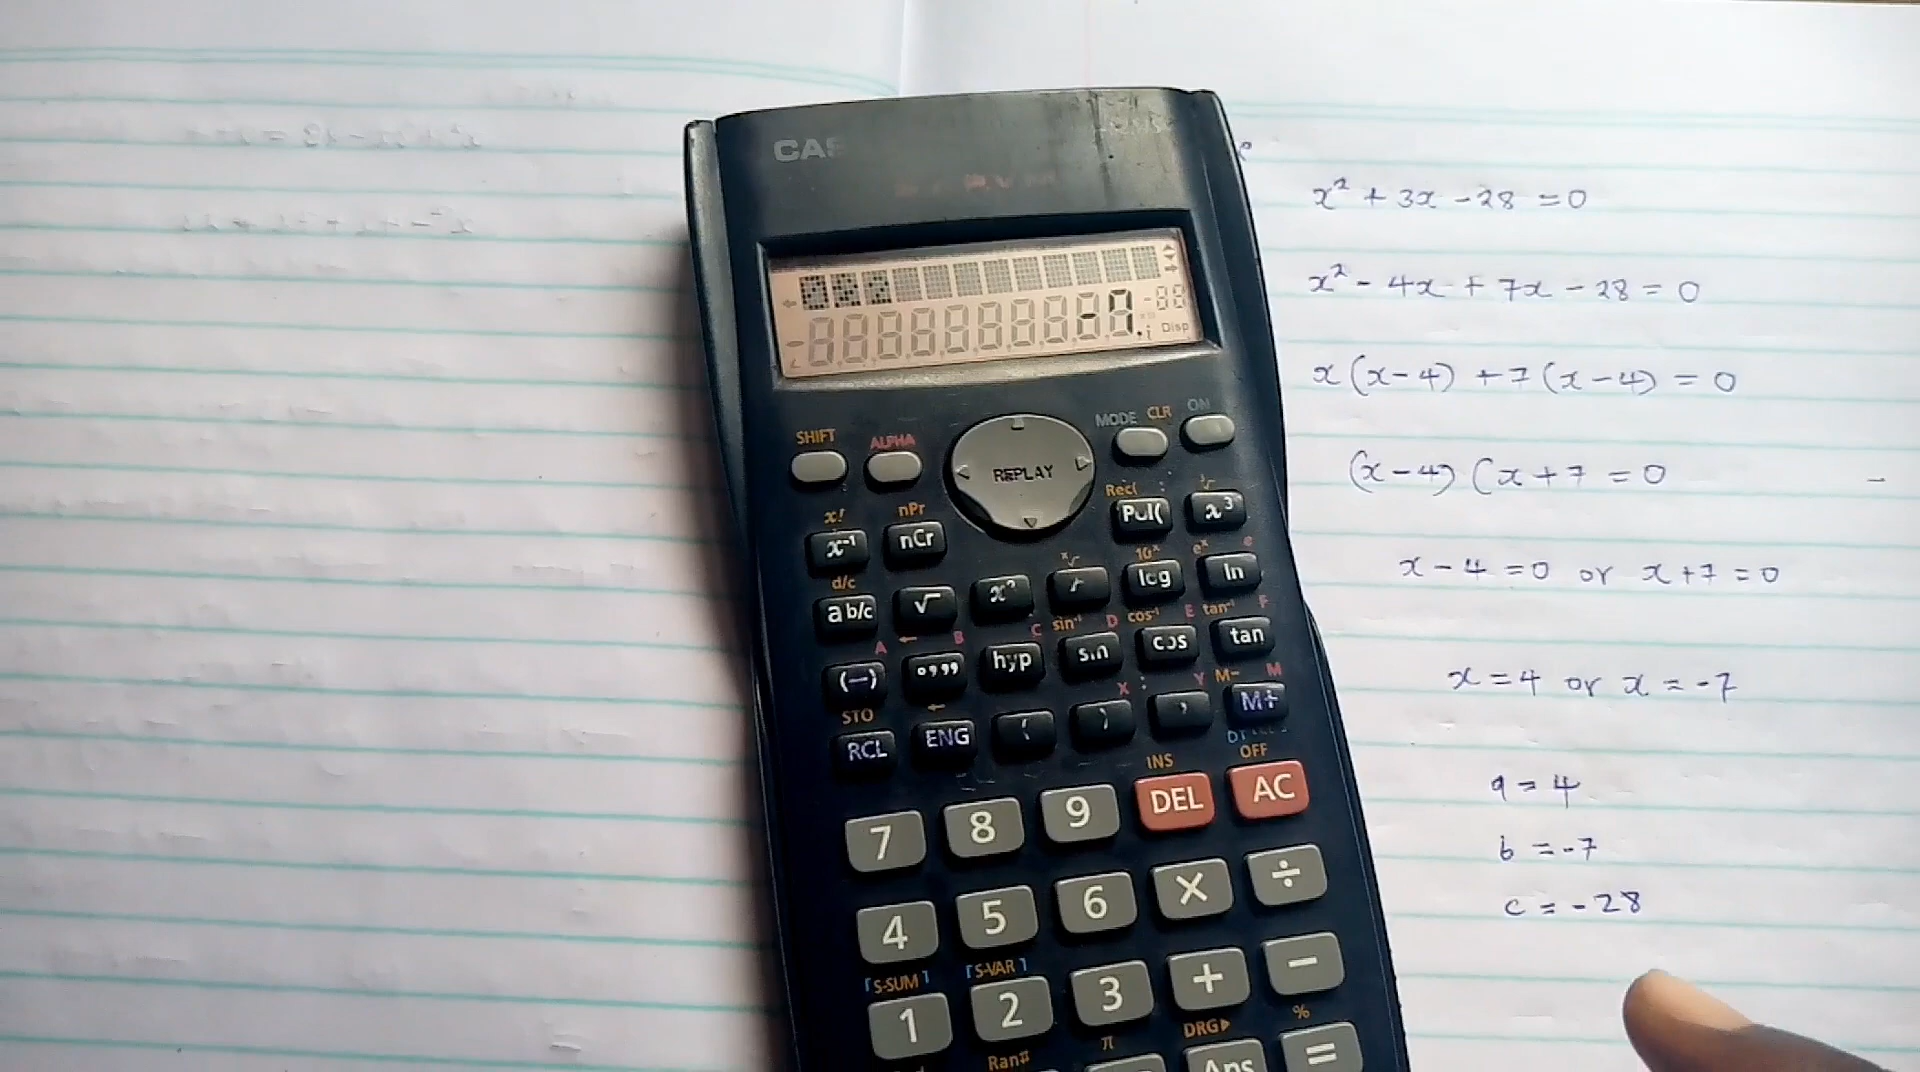 CAS
x2=
-7.
Disp
SHIFT ALPHA REPLAY MODE CLR ON
x! nPr Rec( : ³√
x⁻¹ nCr Pol( x³
d/c ˣ√ 10ˣ eˣ e
a b/c √ x² log ln
A ← B C sin⁻¹ D cos⁻¹ E tan⁻¹ F
(—) °,,, hyp sin cos tan
STO ← X ; Y M- M
RCL ENG ( ) , M+
INS OFF
7 8 9 DEL AC
4 5 6 × ÷
S-SUM S-VAR
1 2 3 + −
Ran# π DRG▸ %
Ans =
x² + 3x - 28 = 0
x² - 4x + 7x - 28 = 0
x (x-4) + 7 (x-4) = 0
(x-4) (x+7 = 0
x - 4 = 0 or x+7 = 0
x = 4 or x = -7
a = 4
b = -7
c = -28